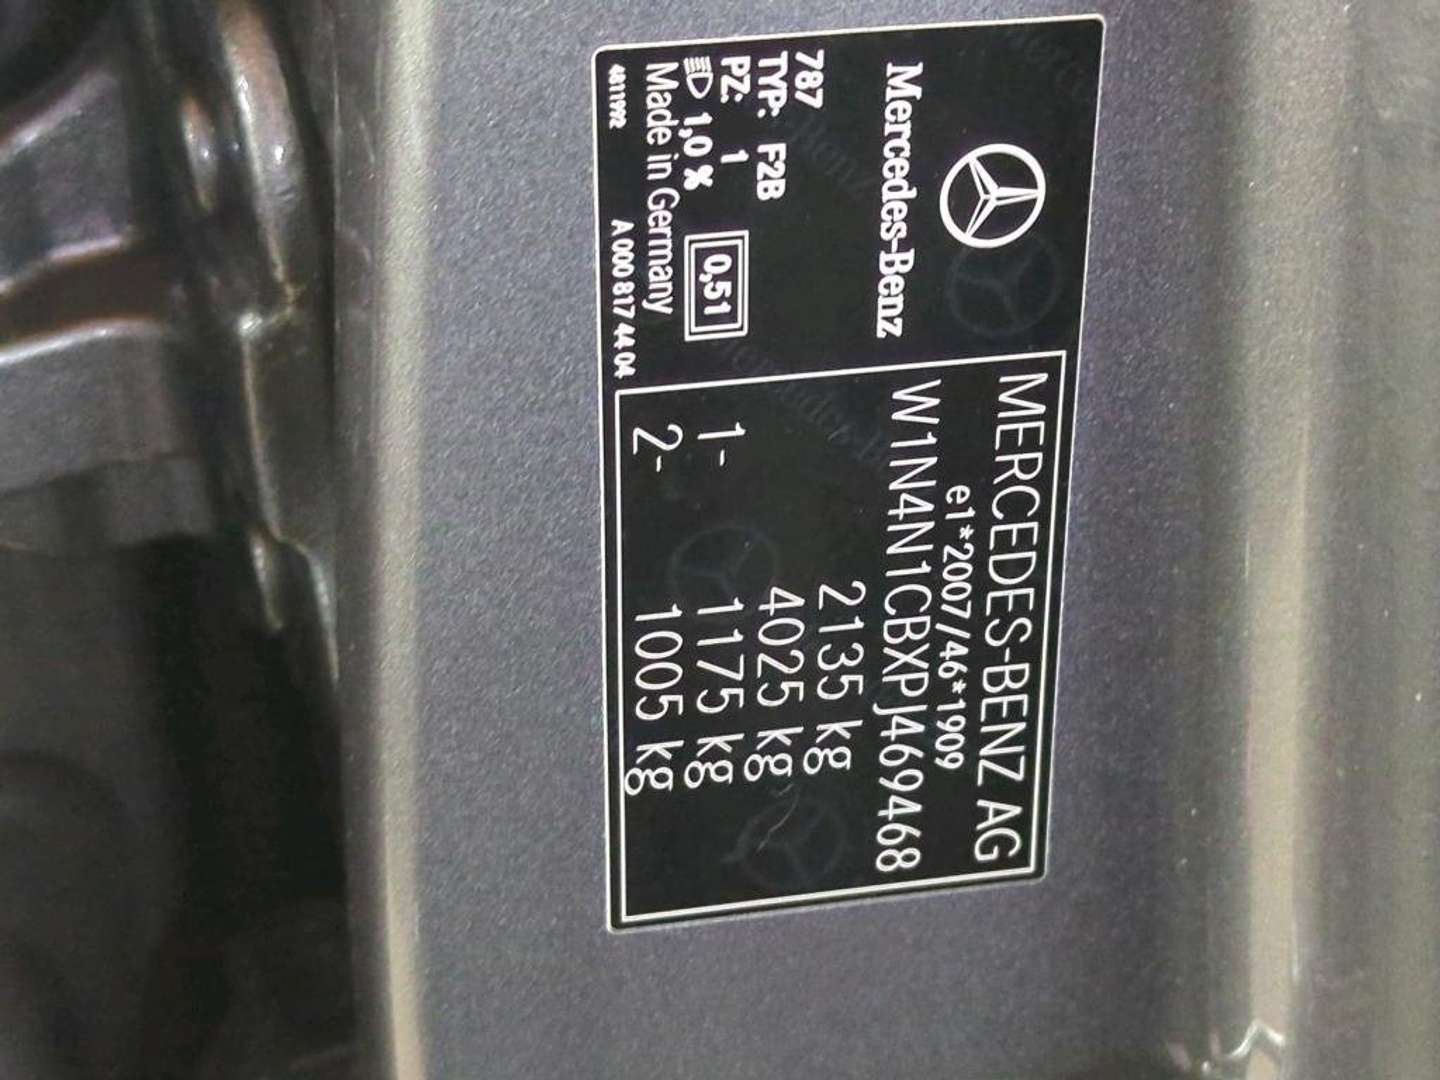 Mercedes-Benz
787
TYP: F2B
PZ: 1
1,0 %
0,51
Made in Germany
4811992 A 000 817 44 04
MERCEDES-BENZ AG
e1*2007/46*1909
W1N4N1CBXPJ469468
2135 kg
4025 kg
1- 1175 kg
2- 1005 kg